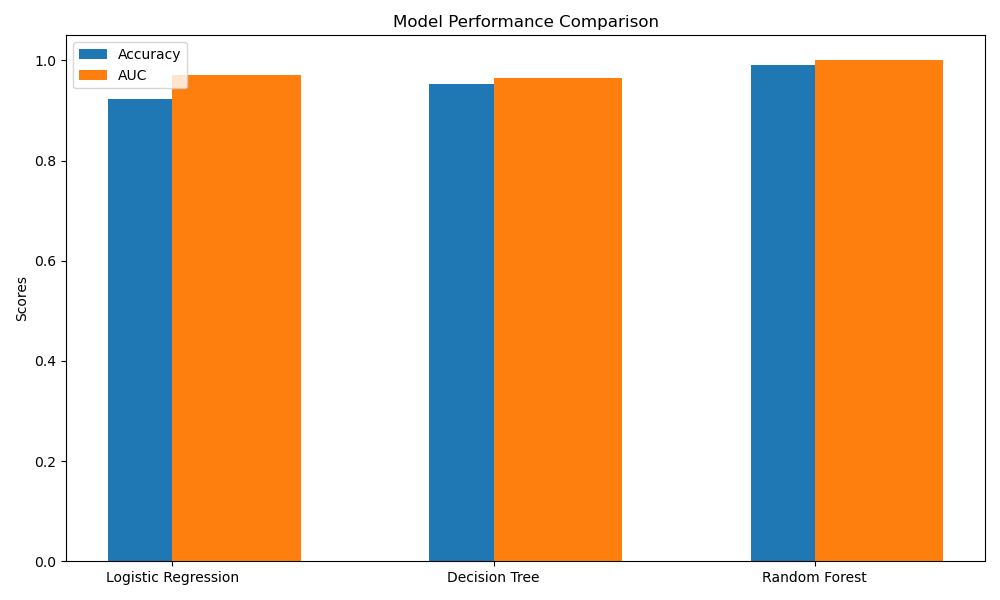 Model Performance Comparison
Accuracy
AUC
1.0
0.8
0.6
0.4
0.2
0.0
Scores
Logistic Regression
Decision Tree
Random Forest